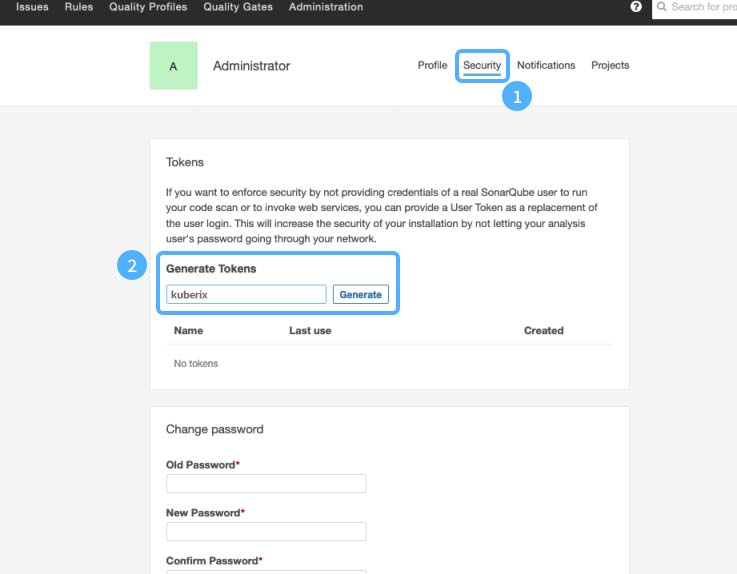 Issues Rules Quality Profiles Quality Gates Administration ? Search for pro
A Administrator Profile Security Notifications Projects
1
Tokens
If you want to enforce security by not providing credentials of a real SonarQube user to run
your code scan or to invoke web services, you can provide a User Token as a replacement of
the user login. This will increase the security of your installation by not letting your analysis
user's password going through your network.
2
Generate Tokens
kuberix Generate
Name Last use Created
No tokens
Change password
Old Password*
New Password*
Confirm Password*